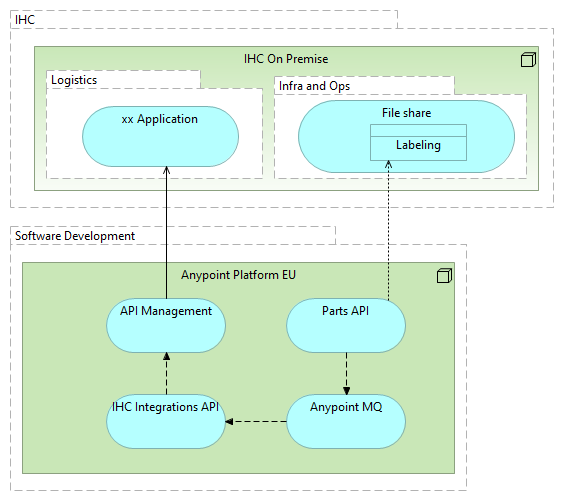 IHC
IHC On Premise
Logistics
Infra and Ops
xx Application
File share
Labeling
Software Development
Anypoint Platform EU
API Management
Parts API
IHC Integrations API
Anypoint MQ